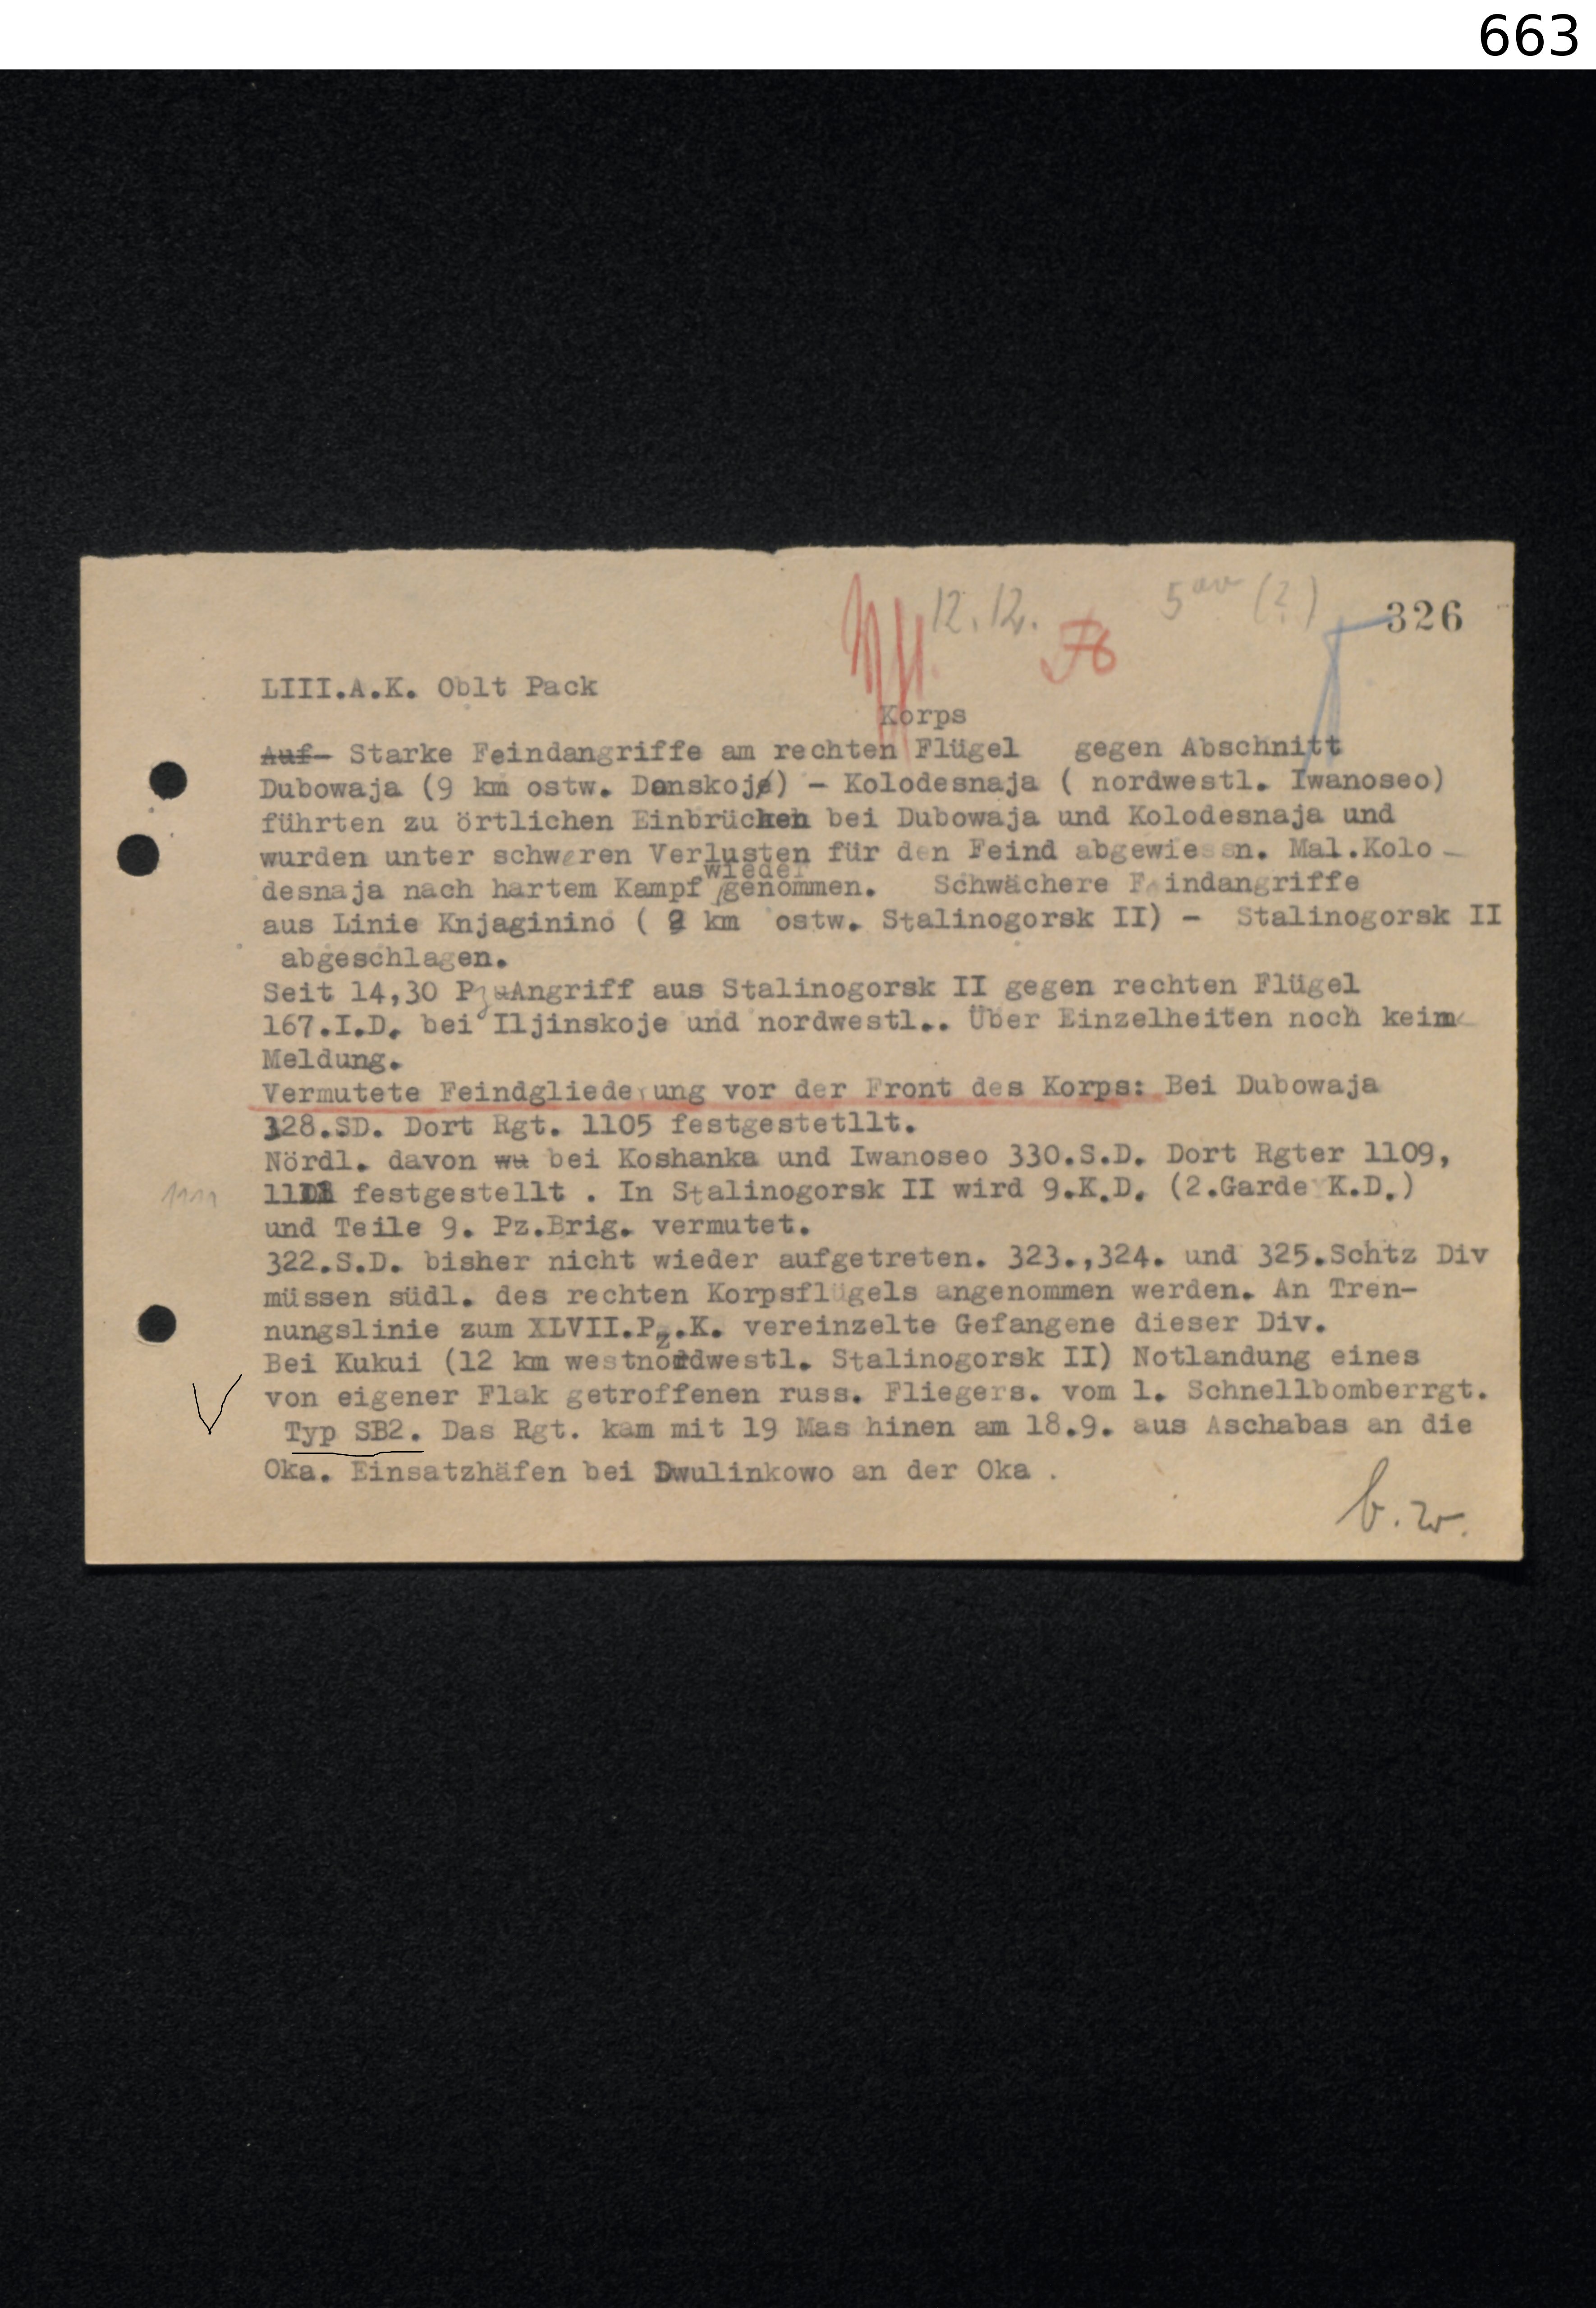 663
12.12. 5 (?) 326
LIII.A.K. Oblt Pack
Korps
Auf- Starke Feindangriffe am rechten Flügel gegen Abschnitt
Dubowaja (9 km ostw. Donskoj) - Kolodesnaja ( nordwestl. Iwanoseo)
führten zu örtlichen Einbrüchen bei Dubowaja und Kolodesnaja und
wurden unter schweren Verlusten für den Feind abgewiessn. Mal.Kolo-
wieder
desnaja nach hartem Kampf genommen. Schwächere Feindangriffe
aus Linie Knjaginino ( 2 km ostw. Stalinogorsk II) - Stalinogorsk II
abgeschlagen.
Seit 14,30 Pz Angriff aus Stalinogorsk II gegen rechten Flügel
167.I.D. bei Iljinskoje und nordwestl.. Über Einzelheiten noch keine
Meldung.
Vermutete Feindgliederung vor der Front des Korps: Bei Dubowaja
328.SD. Dort Rgt. 1105 festgestetllt.
Nördl. davon wu bei Koshanka und Iwanoseo 330.S.D. Dort Rgter 1109,
1111 1111 festgestellt . In Stalinogorsk II wird 9.K.D. (2.Garde K.D.)
und Teile 9. Pz.Brig. vermutet.
322.S.D. bisher nicht wieder aufgetreten. 323.,324. und 325.Schtz Div
müssen südl. des rechten Korpsflügels angenommen werden. An Tren-
nungslinie zum XLVII.Pz.K. vereinzelte Gefangene dieser Div.
Bei Kukui (12 km westnordwestl. Stalinogorsk II) Notlandung eines
von eigener Flak getroffenen russ. Fliegers. vom 1. Schnellbomberrgt.
Typ SB2. Das Rgt. kam mit 19 Mas hinen am 18.9. aus Aschabas an die
Oka. Einsatzhäfen bei Dwulinkowo an der Oka .
b.w.